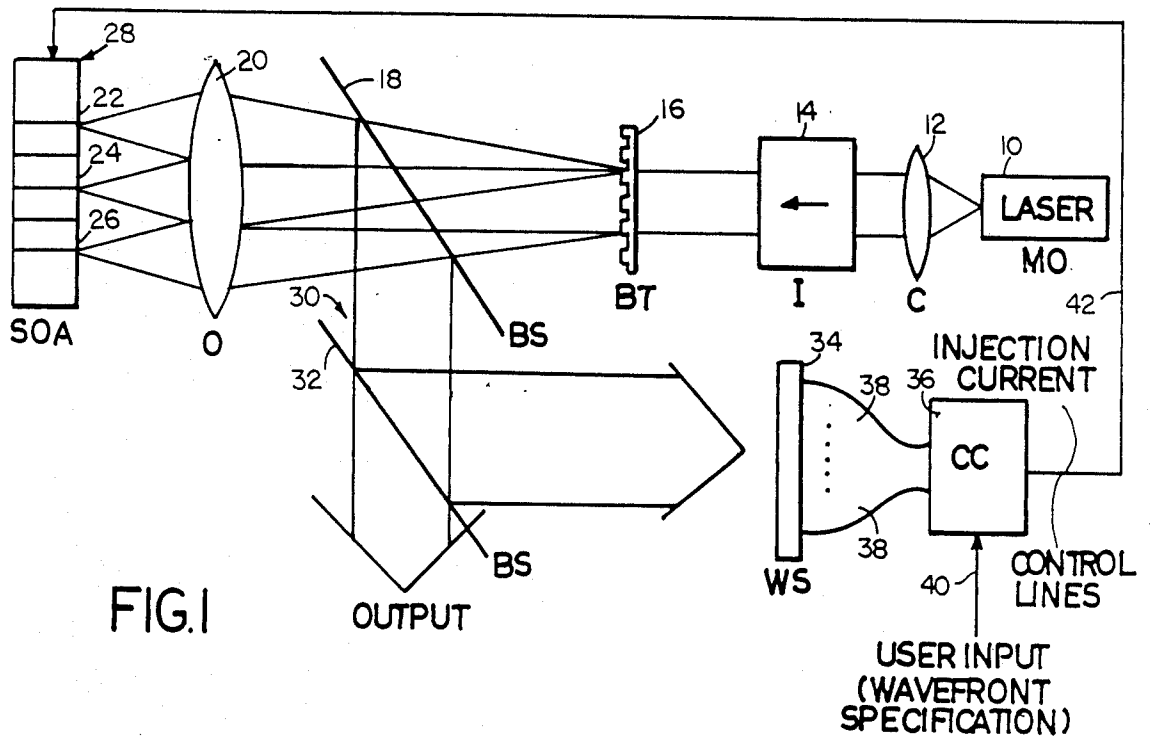 28
22
20
18
16
14
12
10
24
26
LASER
MO
BT
I
C
SOA
O
30
BS
42
32
34
INJECTION
CURRENT
38
36
CC
38
BS
WS
40
CONTROL
LINES
FIG.1
OUTPUT
USER INPUT
(WAVEFRONT
SPECIFICATION)